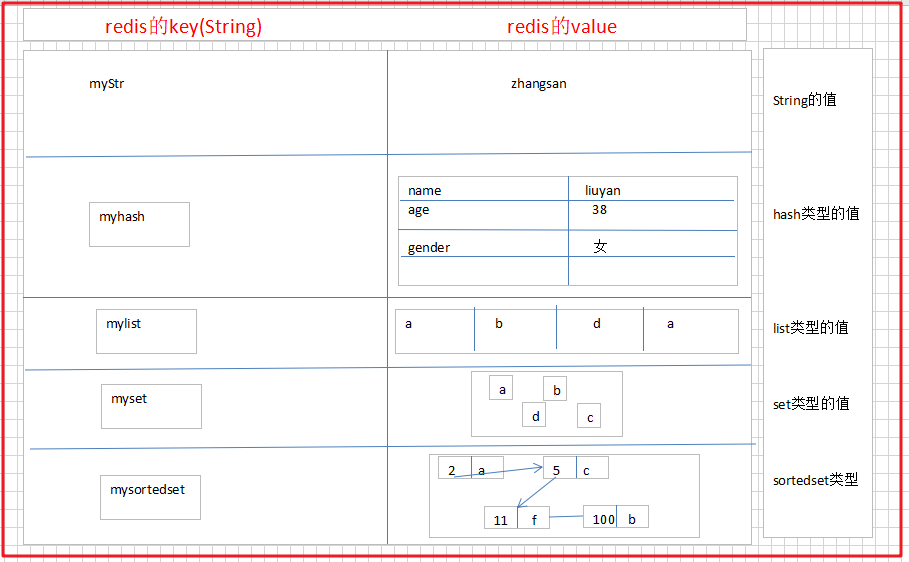 redis的key(String) redis的value
myStr zhangsan String的值
name liuyan
myhash age 38 hash类型的值
gender 女
mylist a b d a list类型的值
a b
myset set类型的值
d c
2 a 5 c sortedset类型
mysortedset
11 f 100 b